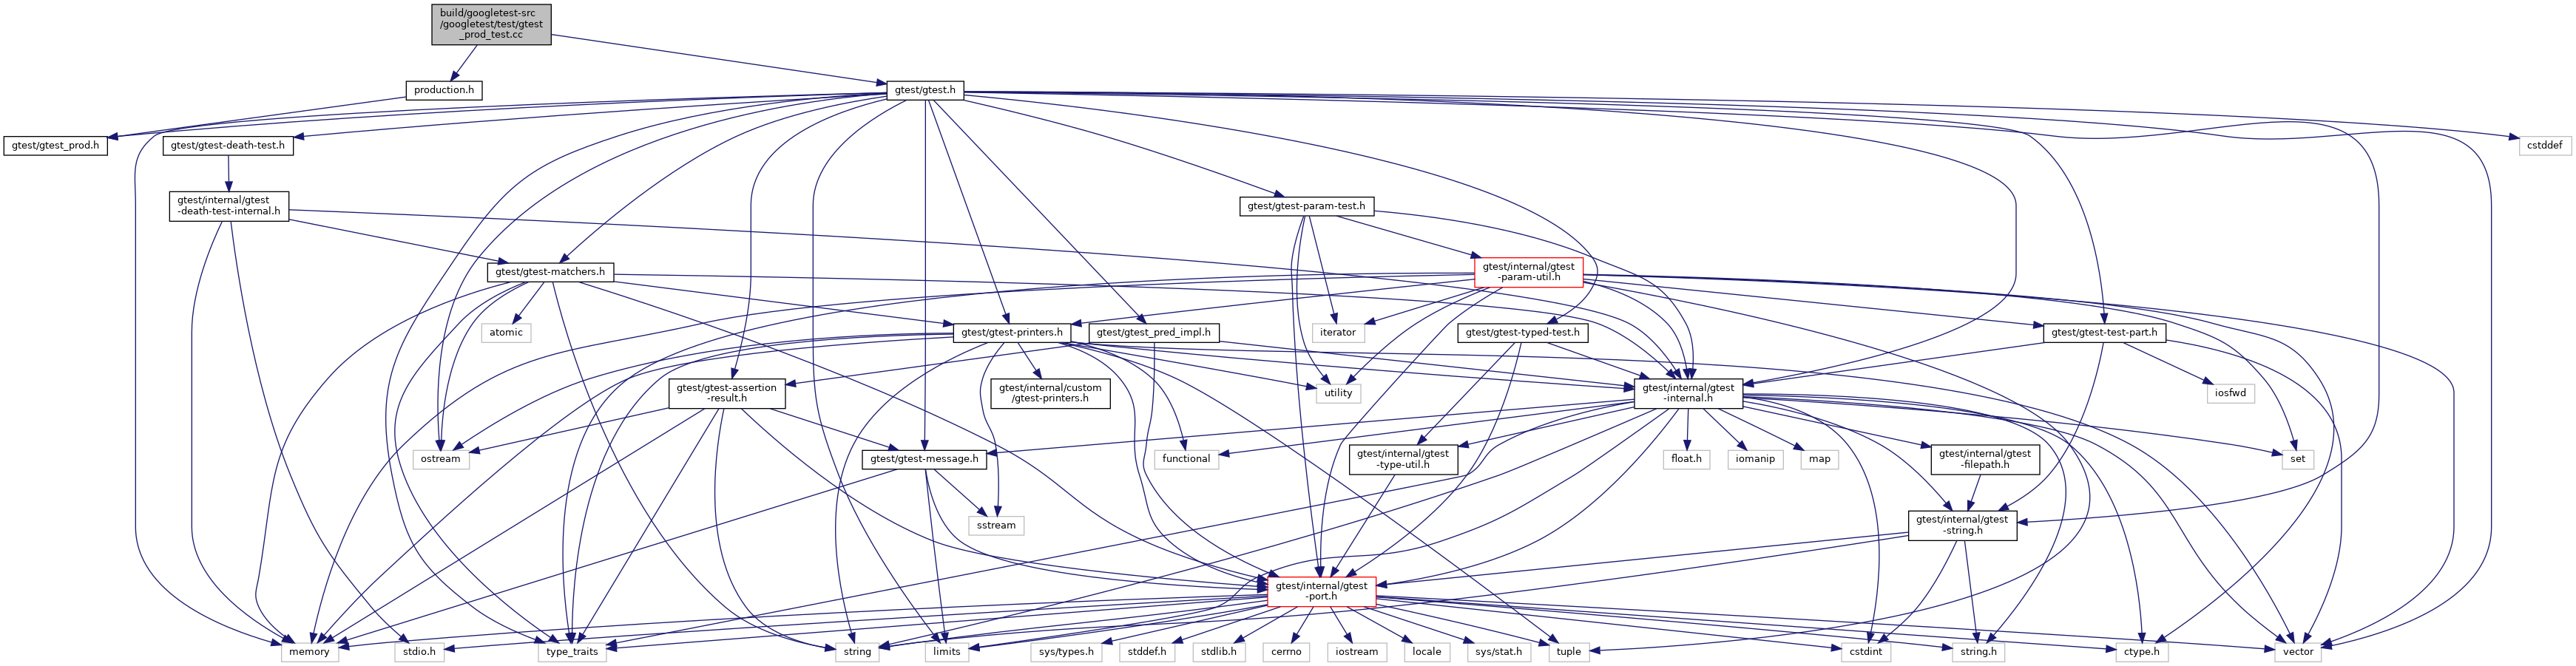 build/googletest-src
/googletest/test/gtest
_prod_test.cc
production.h
gtest/gtest.h
gtest/gtest_prod.h
gtest/gtest-death-test.h
cstddef
gtest/internal/gtest
-death-test-internal.h
gtest/gtest-param-test.h
gtest/gtest-matchers.h
gtest/internal/gtest
-param-util.h
atomic
gtest/gtest-printers.h
gtest/gtest_pred_impl.h
iterator
gtest/gtest-typed-test.h
gtest/gtest-test-part.h
gtest/gtest-assertion
-result.h
gtest/internal/custom
/gtest-printers.h
utility
gtest/internal/gtest
-internal.h
iosfwd
ostream
gtest/gtest-message.h
functional
gtest/internal/gtest
-type-util.h
float.h
iomanip
map
gtest/internal/gtest
-filepath.h
set
sstream
gtest/internal/gtest
-string.h
gtest/internal/gtest
-port.h
memory
stdio.h
type_traits
string
limits
sys/types.h
stddef.h
stdlib.h
cerrno
iostream
locale
sys/stat.h
tuple
cstdint
string.h
ctype.h
vector